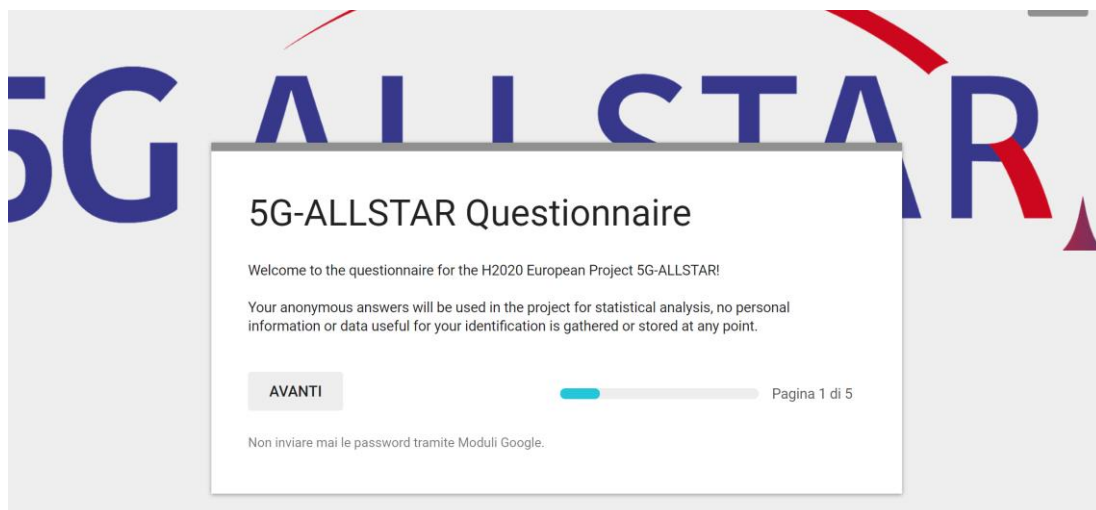 5G ALLSTAR
5G-ALLSTAR Questionnaire
Welcome to the questionnaire for the H2020 European Project 5G-ALLSTAR!
Your anonymous answers will be used in the project for statistical analysis, no personal
information or data useful for your identification is gathered or stored at any point.
AVANTI
Pagina 1 di 5
Non inviare mai le password tramite Moduli Google.